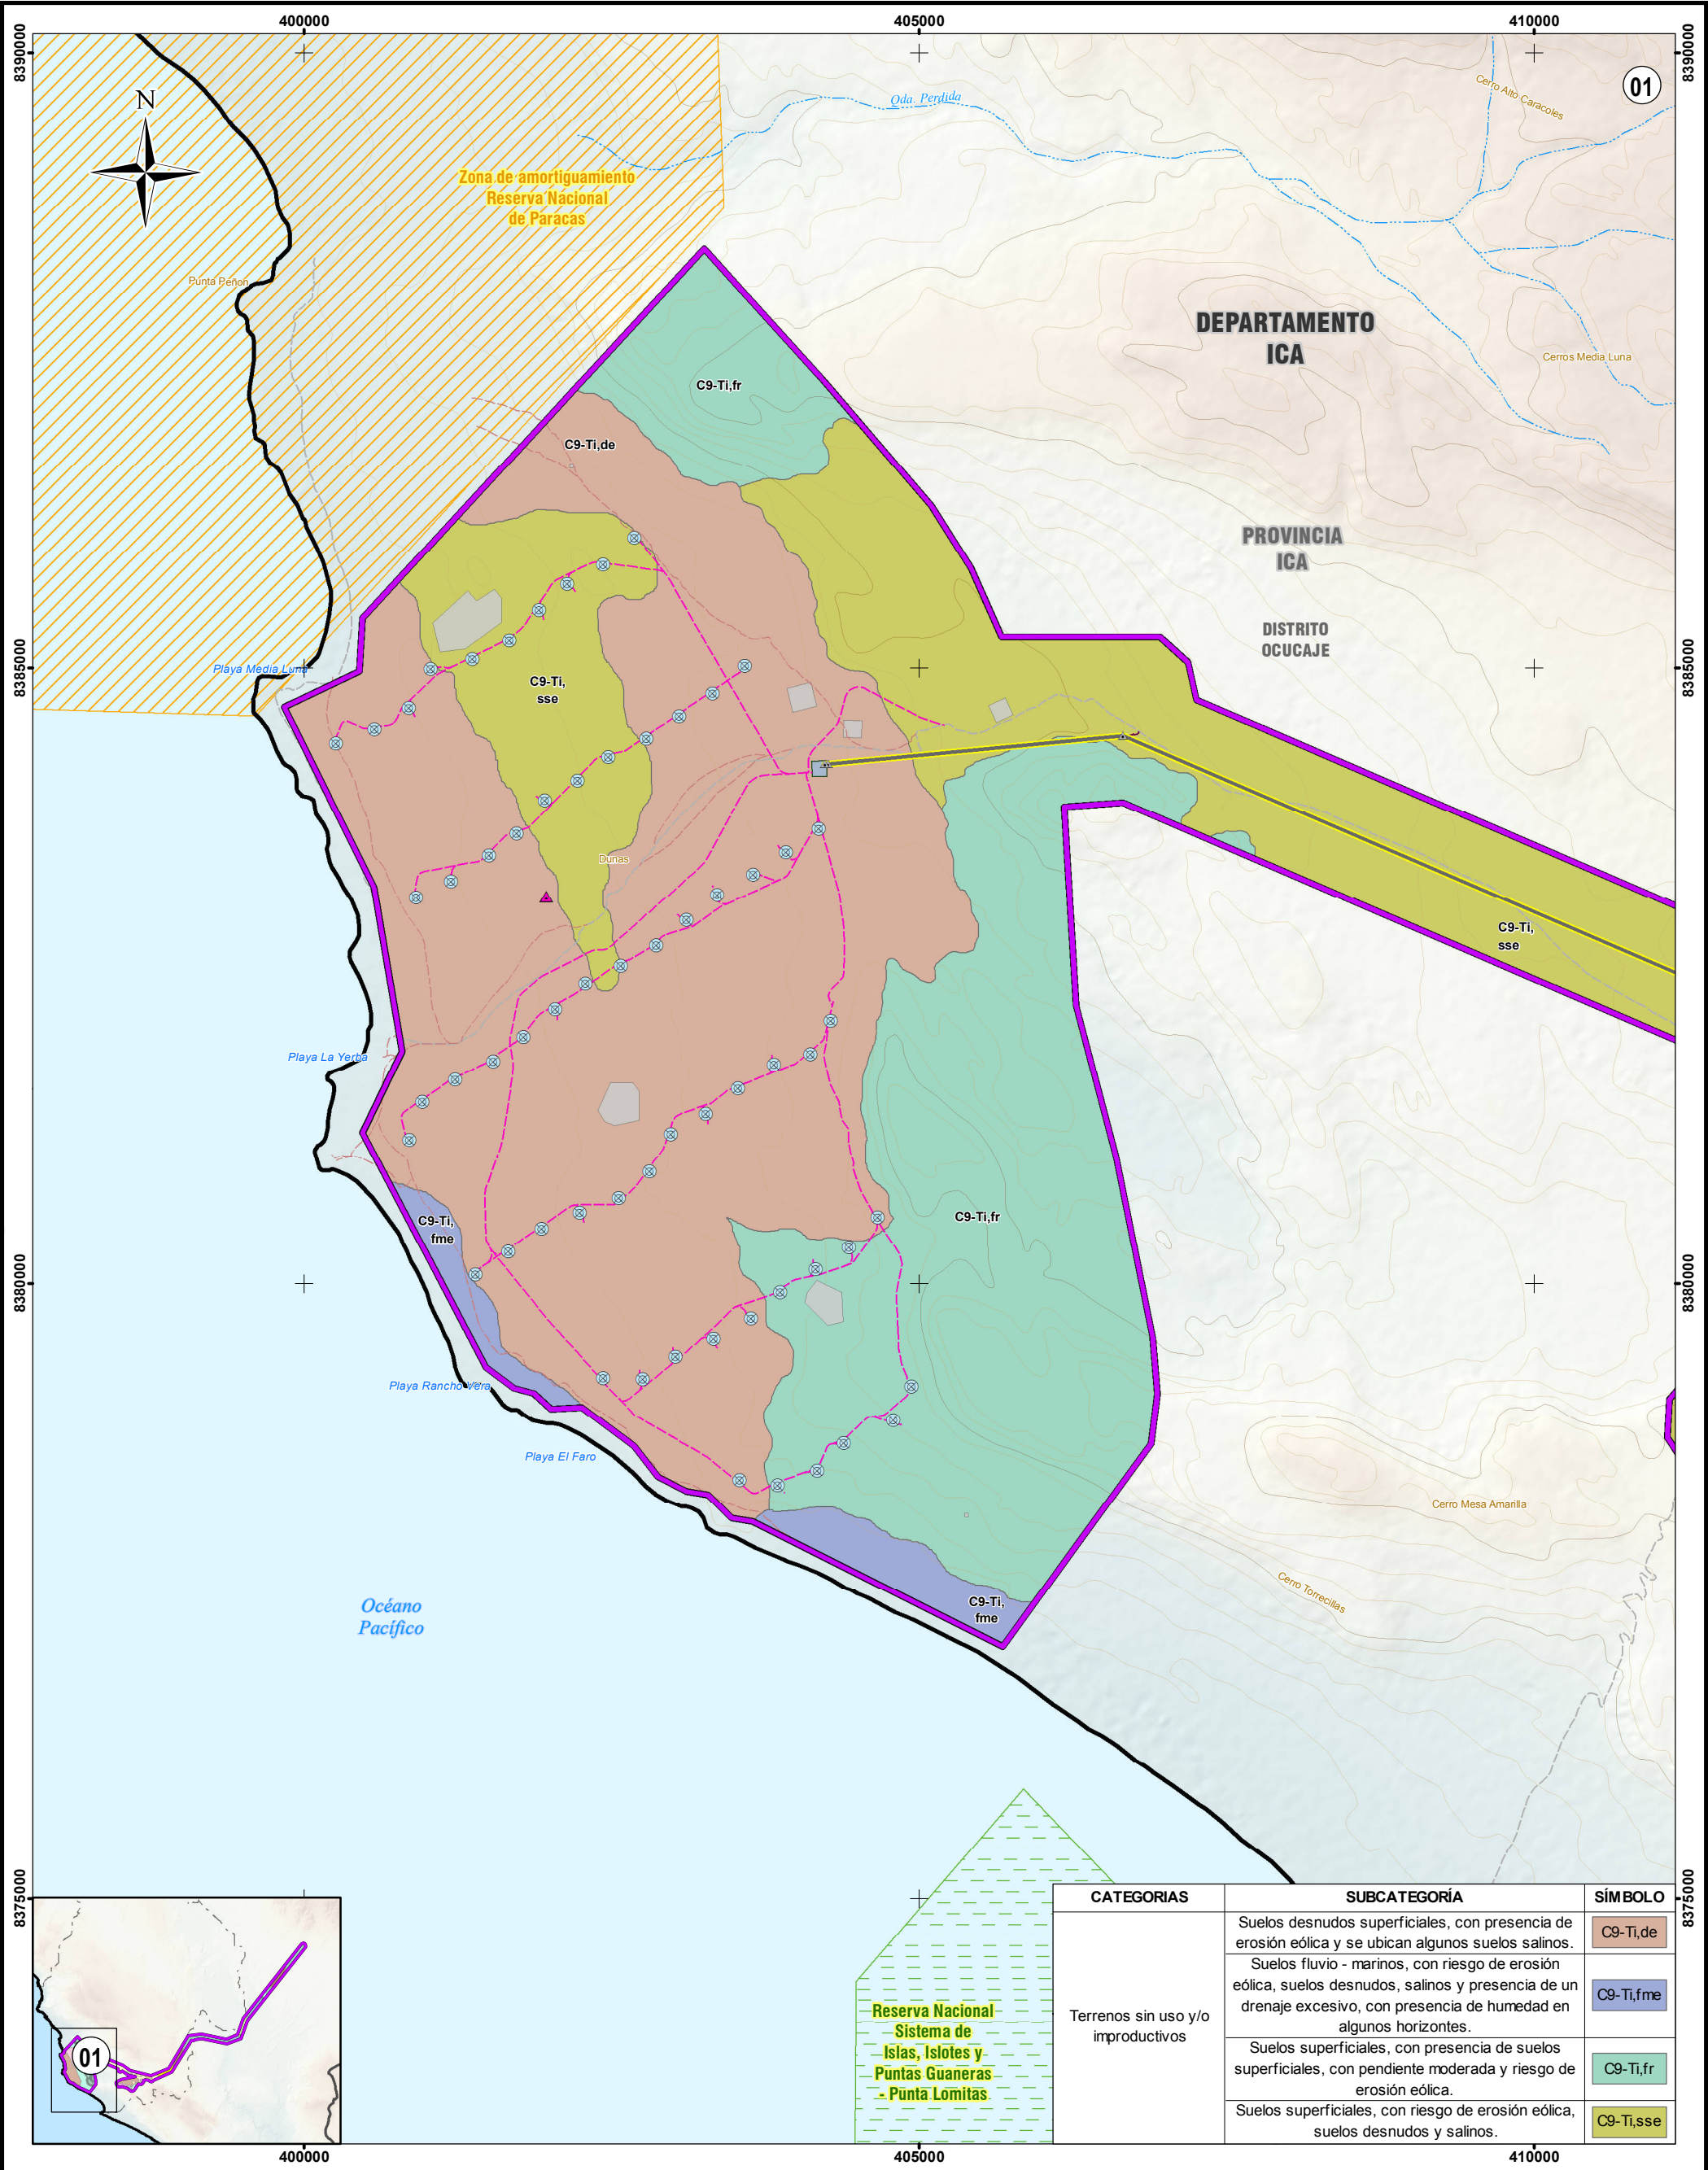 400000
405000
410000
8390000
8390000
01
N
Qda. Perdida
Cerro Alto Caracoles
Zona de amortiguamiento
Reserva Nacional
de Paracas
Punta Peñon
DEPARTAMENTO
ICA
Cerros Media Luna
C9-Ti,fr
C9-Ti,de
PROVINCIA
ICA
DISTRITO
OCUCAJE
8385000
8385000
Playa Media Luna
C9-Ti,
sse
Dunas
C9-Ti,
sse
Playa La Yerba
C9-Ti,
fme
C9-Ti,fr
8380000
8380000
Playa Rancho Vera
Playa El Faro
Cerro Mesa Amarilla
Cerro Torrecillas
C9-Ti,
fme
Océano
Pacífico
8375000
8375000
CATEGORIAS
SUBCATEGORÍA
SÍMBOLO
Terrenos sin uso y/o
improductivos
Suelos desnudos superficiales, con presencia de
erosión eólica y se ubican algunos suelos salinos.
C9-Ti,de
Suelos fluvio - marinos, con riesgo de erosión
eólica, suelos desnudos, salinos y presencia de un
drenaje excesivo, con presencia de humedad en
algunos horizontes.
C9-Ti,fme
Suelos superficiales, con presencia de suelos
superficiales, con pendiente moderada y riesgo de
erosión eólica.
C9-Ti,fr
Suelos superficiales, con riesgo de erosión eólica,
suelos desnudos y salinos.
C9-Ti,sse
Reserva Nacional
Sistema de
Islas, Islotes y
Puntas Guaneras
- Punta Lomitas
01
400000
405000
410000